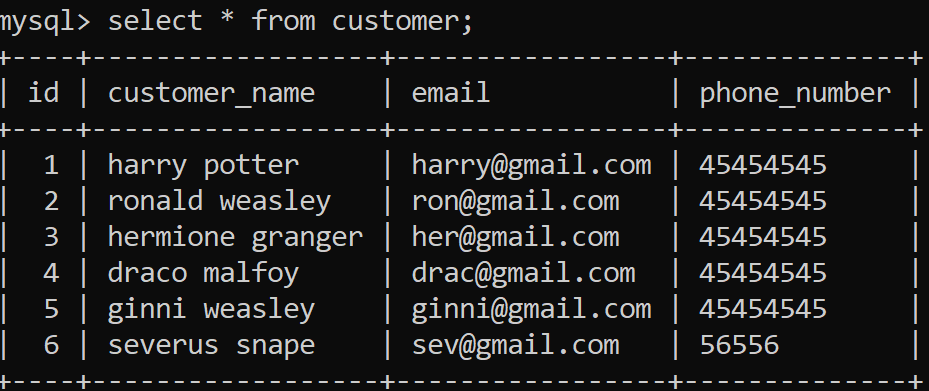 mysql> select * from customer;
+----+------------------+-----------------+--------------+
| id | customer_name    | email           | phone_number |
+----+------------------+-----------------+--------------+
|  1 | harry potter     | harry@gmail.com | 45454545     |
|  2 | ronald weasley   | ron@gmail.com   | 45454545     |
|  3 | hermione granger | her@gmail.com   | 45454545     |
|  4 | draco malfoy     | drac@gmail.com  | 45454545     |
|  5 | ginni weasley    | ginni@gmail.com | 45454545     |
|  6 | severus snape    | sev@gmail.com   | 56556        |
+----+------------------+-----------------+--------------+